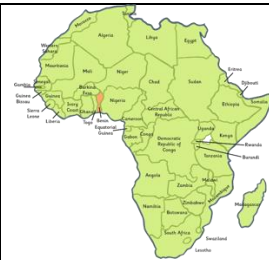 Morocco
Algeria
Libya
Egypt
Western
Sahara
Mauritania
Mali
Niger
Chad
Sudan
Eritrea
Djibouti
Senegal
Gambia
Guinea
Bissau
Guinea
Sierra
Leone
Liberia
Ivory
Coast
Burkina
Faso
Ghana
Togo
Benin
Nigeria
Cameroon
Equatorial
Guinea
Central African
Republic
Ethiopia
Somalia
Uganda
Kenya
Gabon
Congo
Democratic
Republic of
Congo
Rwanda
Burundi
Tanzania
Angola
Zambia
Malawi
Mozambique
Zimbabwe
Namibia
Botswana
Madagascar
South Africa
Swaziland
Lesotho